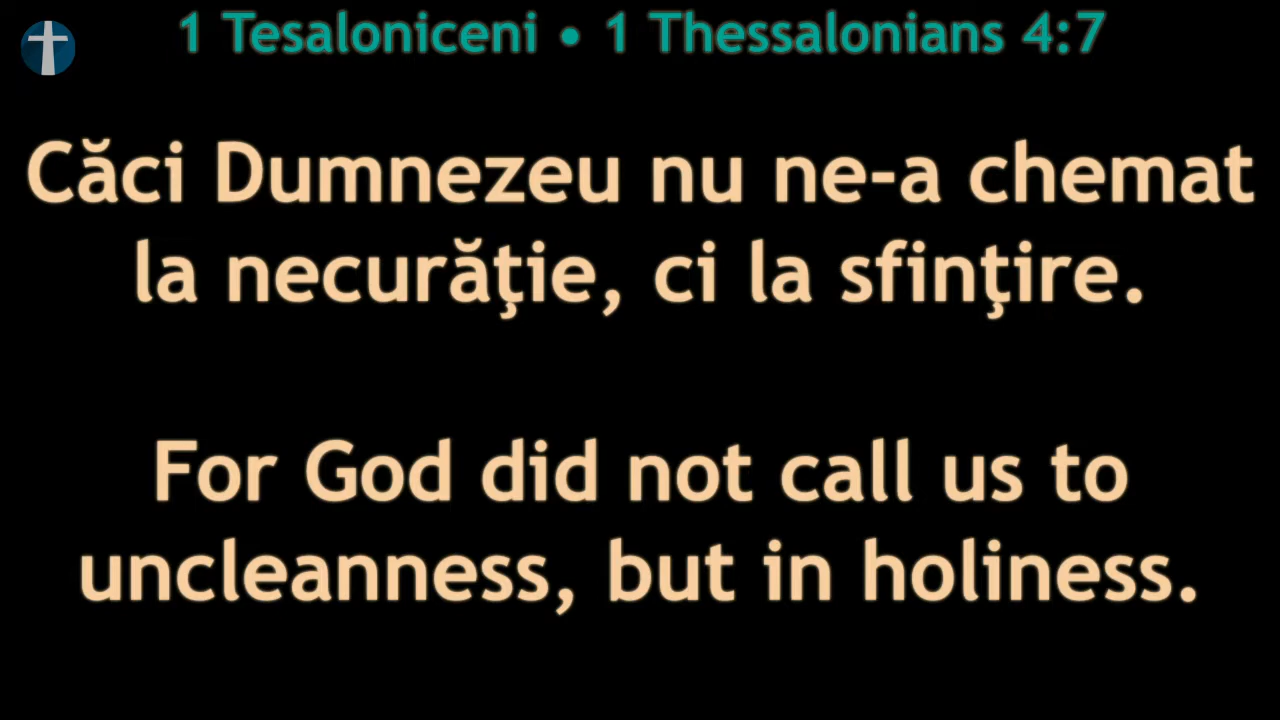 1 Tesaloniceni • 1 Thessalonians 4:7
Căci Dumnezeu nu ne-a chemat
la necurăţie, ci la sfinţire.
For God did not call us to
uncleanness, but in holiness.